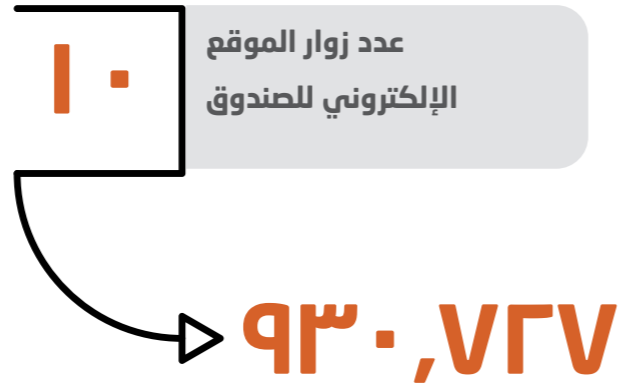 ١٠
عدد زوار الموقع
الإلكتروني للصندوق
٩٣٠,٧٢٧